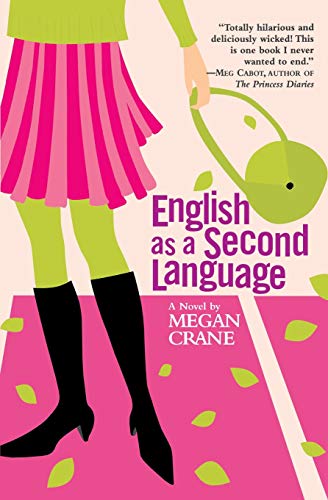 "Totally hilarious and
deliciously wicked! This
is one book I never
wanted to end."
—Meg Cabot, author of
The Princess Diaries
English
as a Second
Language
A Novel by
MEGAN
CRANE